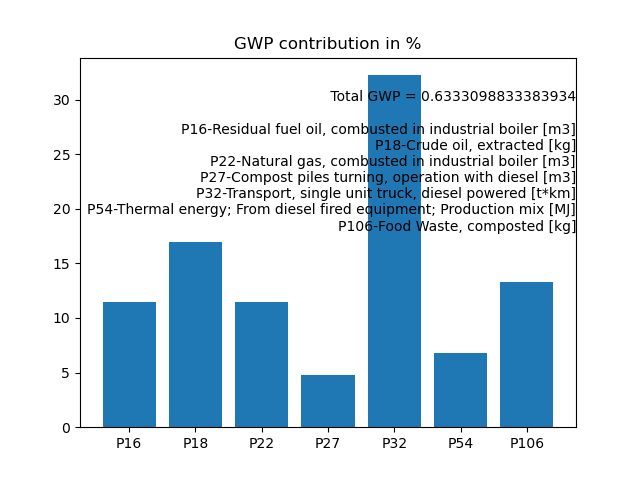 GWP contribution in %
Total GWP = 0.6333098833383934
P16-Residual fuel oil, combusted in industrial boiler [m3]
P18-Crude oil, extracted [kg]
P22-Natural gas, combusted in industrial boiler [m3]
P27-Compost piles turning, operation with diesel [m3]
P32-Transport, single unit truck, diesel powered [t*km]
P54-Thermal energy; From diesel fired equipment; Production mix [MJ]
P106-Food Waste, composted [kg]
30
25
20
15
10
5
0
P16 P18 P22 P27 P32 P54 P106